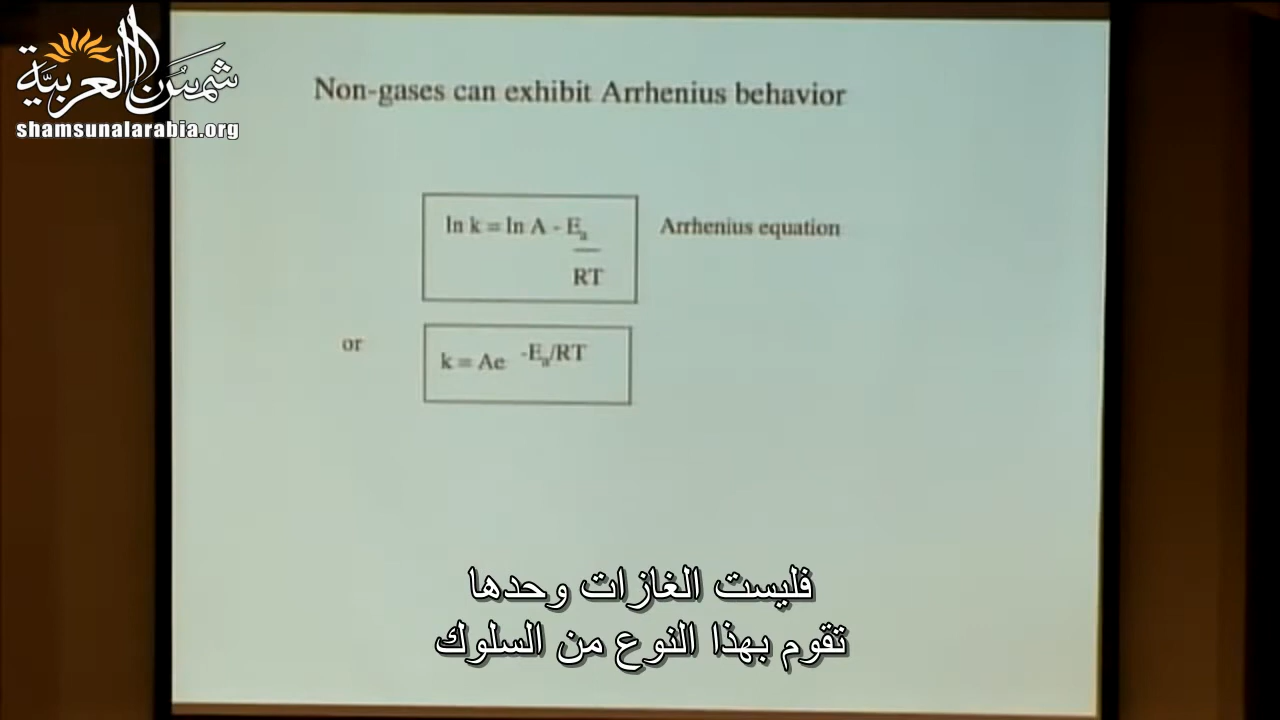 شمس العربية
shamsunalarabia.org
Non-gases can exhibit Arrhenius behavior
ln k = ln A - Eₐ
RT
Arrhenius equation
or
k = Ae -Eₐ/RT
فليست الغازات وحدها
تقوم بهذا النوع من السلوك